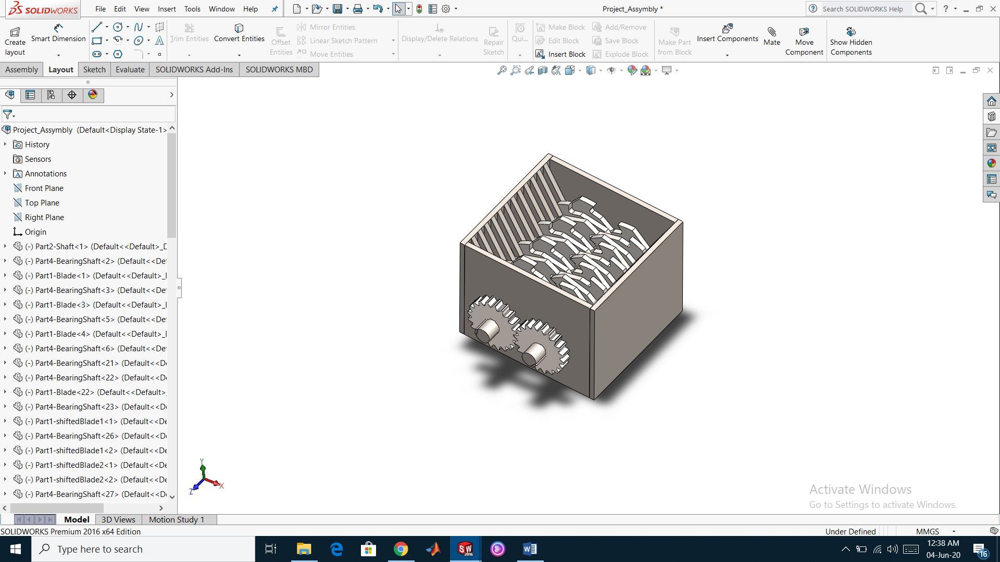 SOLIDWORKS
File Edit View Insert Tools Window Help
Project_Assymbly *
Search SOLIDWORKS Help
?
Create layout
Smart Dimension
Trim Entities
Convert Entities
Offset Entities
Mirror Entities
Linear Sketch Pattern
Move Entities
Display/Delete Relations
Repair Sketch
Qui...
Make Block
Edit Block
Insert Block
Add/Remove
Save Block
Explode Block
Make Part from Block
Insert Components
Mate
Move Component
Show Hidden Components
Assembly Layout Sketch Evaluate SOLIDWORKS Add-Ins SOLIDWORKS MBD
Project_Assymbly (Default<Display State-1>
History
Sensors
Annotations
Front Plane
Top Plane
Right Plane
Origin
(-) Part2-Shaft<1> (Default<<Default>_D
(-) Part4-BearingShaft<2> (Default<<Def
(-) Part1-Blade<1> (Default<<Default>_
(-) Part4-BearingShaft<3> (Default<<Def
(-) Part1-Blade<3> (Default<<Default>_
(-) Part4-BearingShaft<5> (Default<<Def
(-) Part1-Blade<4> (Default<<Default>_
(-) Part4-BearingShaft<6> (Default<<Def
(-) Part4-BearingShaft<21> (Default<<De
(-) Part4-BearingShaft<22> (Default<<De
(-) Part1-Blade<22> (Default<<Default>_
(-) Part4-BearingShaft<23> (Default<<De
(-) Part1-shiftedBlade1<1> (Default<<De
(-) Part4-BearingShaft<26> (Default<<De
(-) Part1-shiftedBlade1<2> (Default<<De
(-) Part1-shiftedBlade2<1> (Default<<De
(-) Part1-shiftedBlade2<2> (Default<<De
(-) Part4-BearingShaft<27> (Default<<De
Y
X
Z
Activate Windows
Go to Settings to activate Windows.
Model 3D Views Motion Study 1
SOLIDWORKS Premium 2016 x64 Edition
Under Defined
MMGS
Type here to search
SW 2016
12:38 AM
04-Jun-20
16